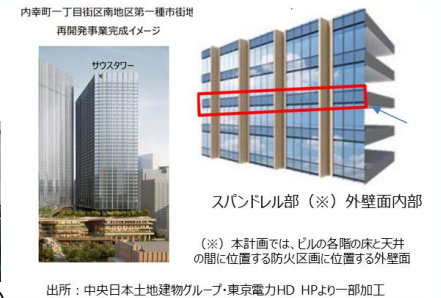 内幸町一丁目街区南地区第一種市街地
再開発事業完成イメージ
サウスタワー
スパンドレル部（※）外壁面内部
（※）本計画では、ビルの各階の床と天井
の間に位置する防火区画に位置する外壁面
出所：中央日本土地建物グループ・東京電力HD HPより一部加工